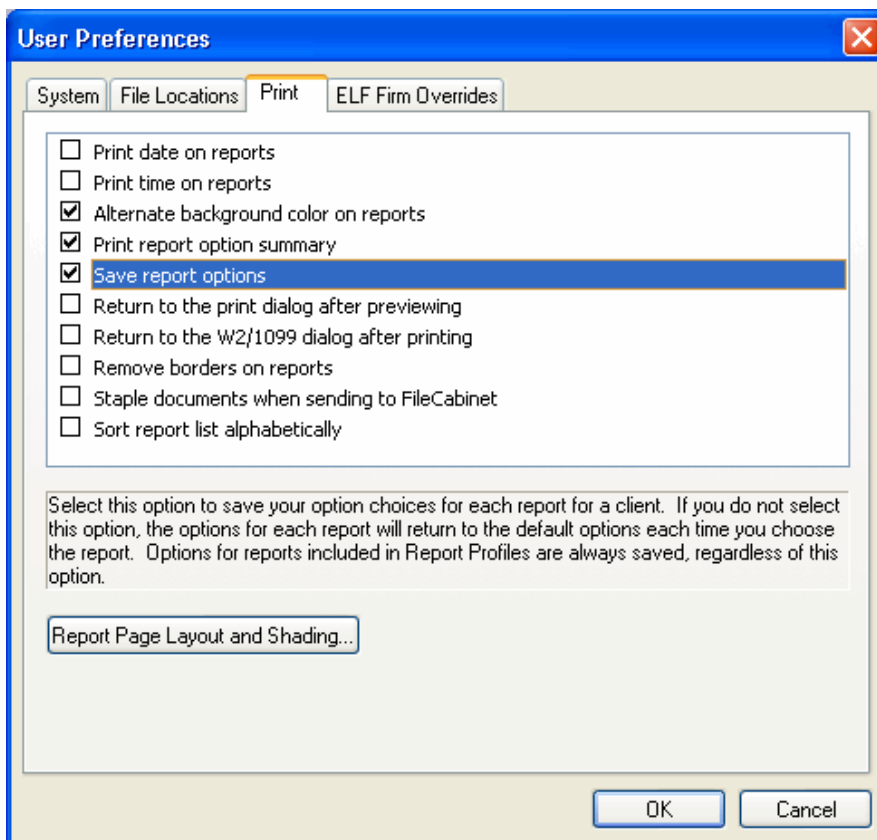 User Preferences
System File Locations Print ELF Firm Overrides
Print date on reports
Print time on reports
Alternate background color on reports
Print report option summary
Save report options
Return to the print dialog after previewing
Return to the W2/1099 dialog after printing
Remove borders on reports
Staple documents when sending to FileCabinet
Sort report list alphabetically
Select this option to save your option choices for each report for a client.  If you do not select
this option, the options for each report will return to the default options each time you choose
the report.  Options for reports included in Report Profiles are always saved, regardless of this
option.
Report Page Layout and Shading...
OK Cancel